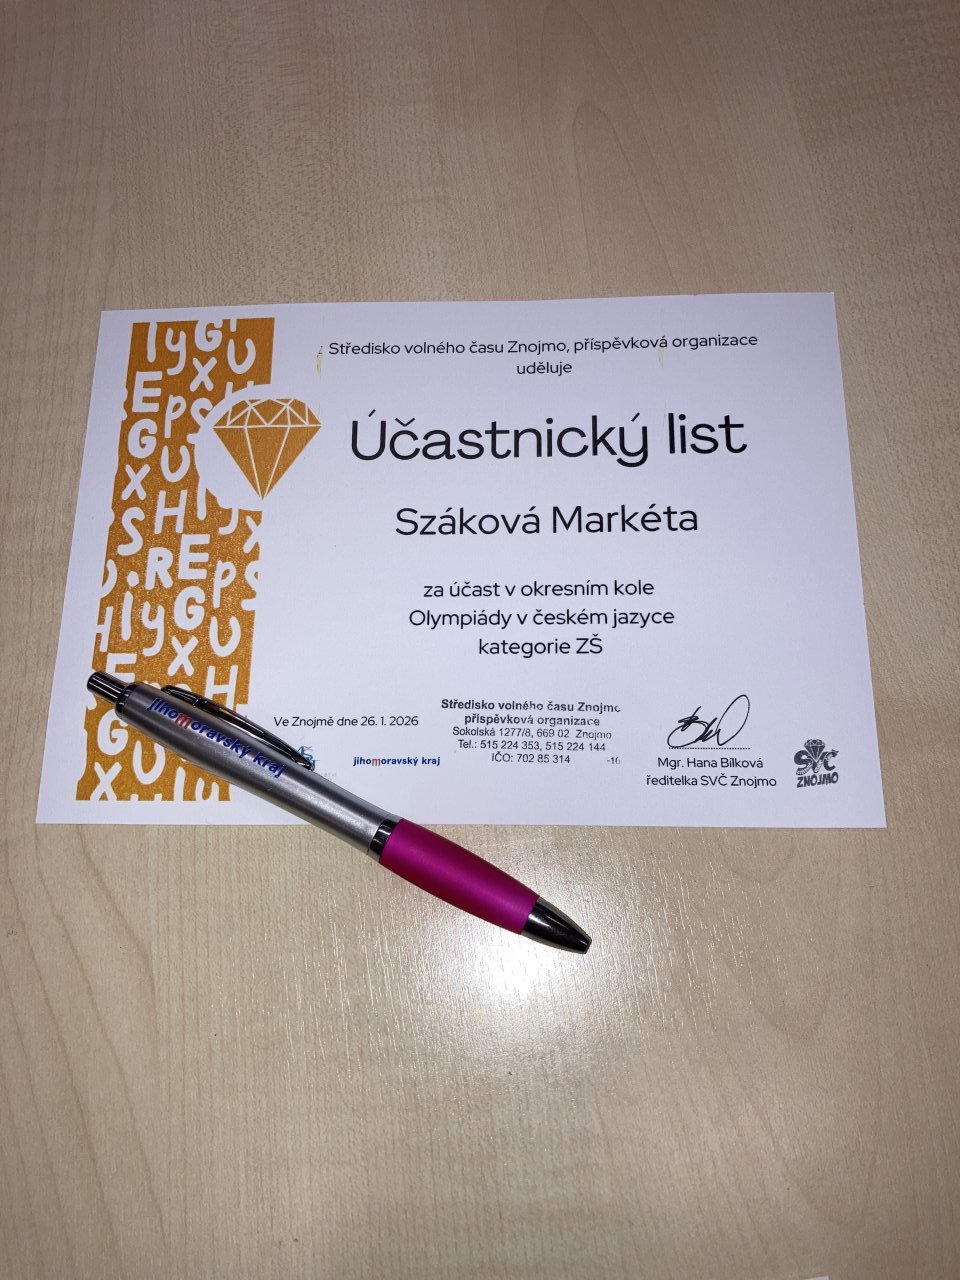 Středisko volného času Znojmo, příspěvková organizace
uděluje
Účastnický list
Száková Markéta
za účast v okresním kole
Olympiády v českém jazyce
kategorie ZŠ
Ve Znojmě dne 26. 1. 2026
jihomoravský kraj
Středisko volného času Znojmo
příspěvková organizace
Sokolská 1277/8, 669 02 Znojmo
Tel.: 515 224 353, 515 224 144
IČO: 702 85 314 -10
Mgr. Hana Bílková
ředitelka SVČ Znojmo
SVČ
ZNOJMO
jihomoravský kraj